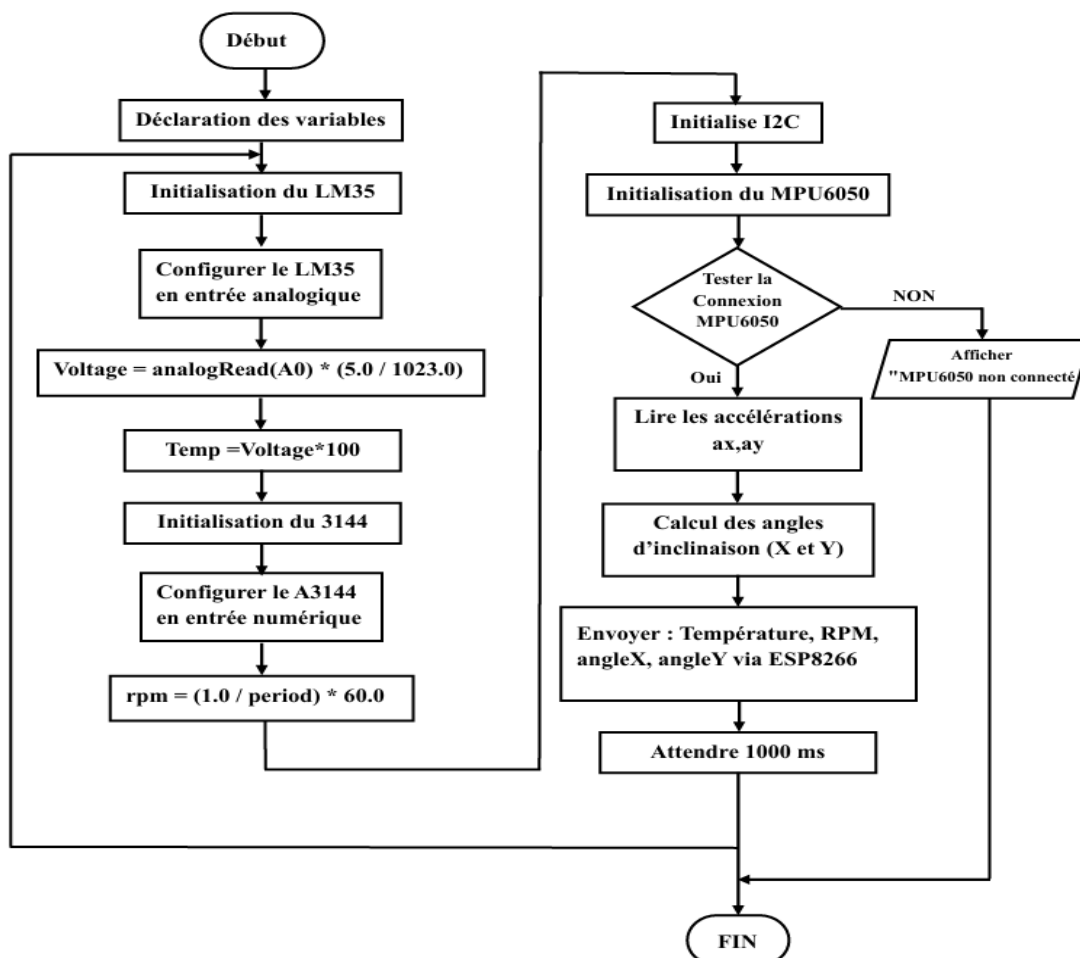 Début
Déclaration des variables
Initialisation du LM35
Configurer le LM35
en entrée analogique
Voltage = analogRead(A0) * (5.0 / 1023.0)
Temp =Voltage*100
Initialisation du 3144
Configurer le A3144
en entrée numérique
rpm = (1.0 / period) * 60.0
Initialise I2C
Initialisation du MPU6050
Tester la
Connexion
MPU6050
NON
Afficher
"MPU6050 non connecté
Oui
Lire les accélérations
ax,ay
Calcul des angles
d’inclinaison (X et Y)
Envoyer : Température, RPM,
angleX, angleY via ESP8266
Attendre 1000 ms
FIN